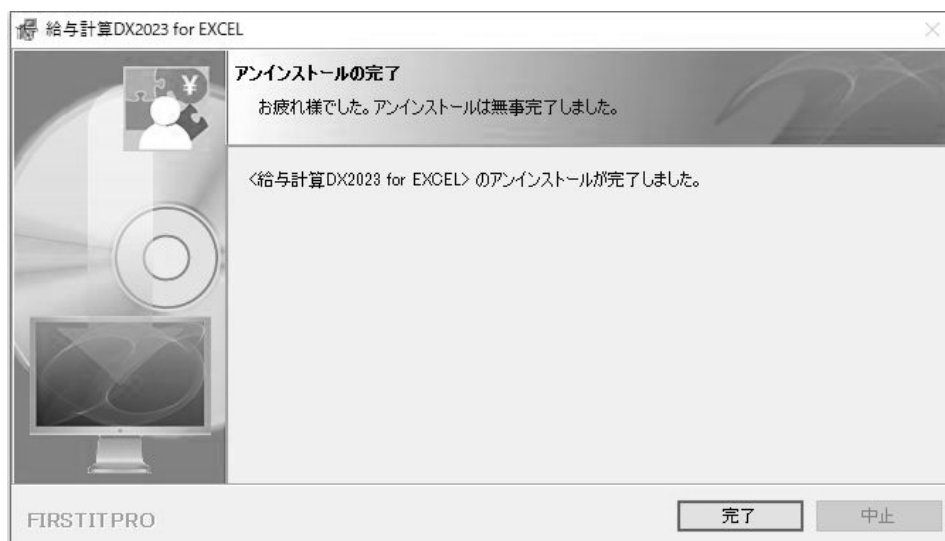 給与計算DX2023 for EXCEL
¥
アンインストールの完了
お疲れ様でした。アンインストールは無事完了しました。
<給与計算DX2023 for EXCEL> のアンインストールが完了しました。
FIRSTITPRO
完了
中止